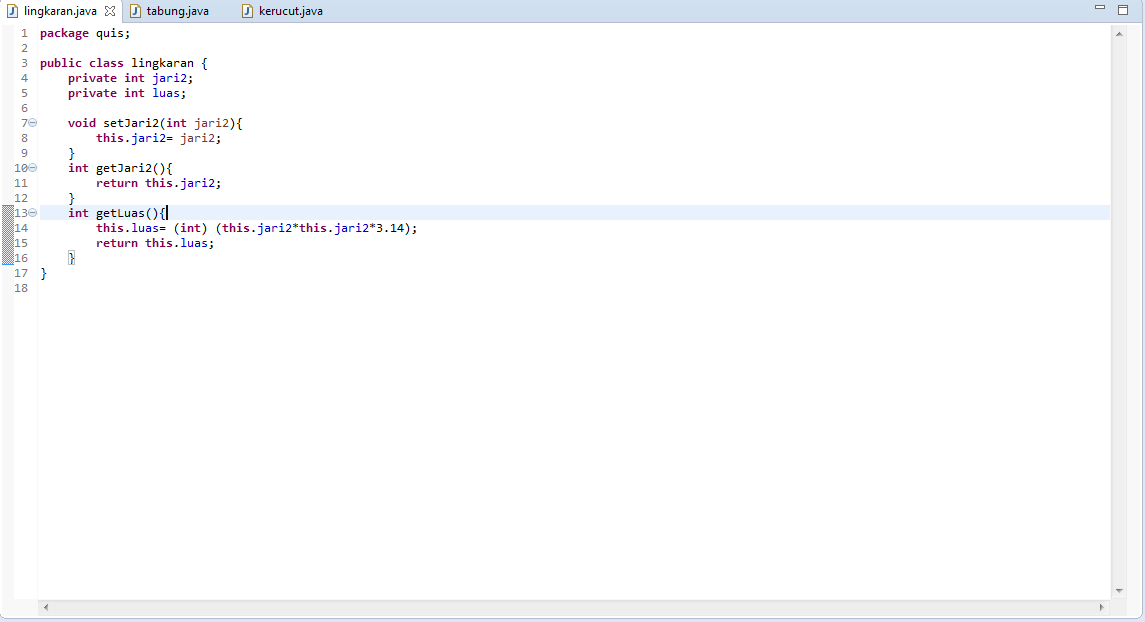 lingkaran.java tabung.java kerucut.java
1 package quis;
2
3 public class lingkaran {
4 private int jari2;
5 private int luas;
6
7 void setJari2(int jari2){
8 this.jari2= jari2;
9 }
10 int getJari2(){
11 return this.jari2;
12 }
13 int getLuas(){
14 this.luas= (int) (this.jari2*this.jari2*3.14);
15 return this.luas;
16 }
17 }
18